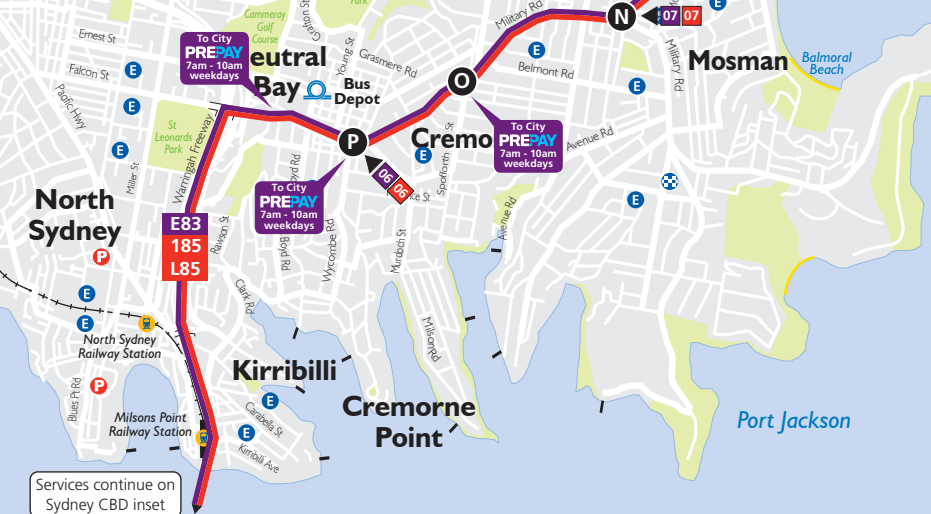 Cammeray
Golf
Course
Park
Military Rd
E
N
07
07
Ernest St
To City
PREPAY
7am - 10am
weekdays
eutral
Bay
Young St
Grasmere Rd
E
Belmont Rd
Military Rd
Mosman
Balmoral
Beach
Falcon St
E
Bus
Depot
O
E
Pacific Hwy
E
St
Leonards
Park
Warringah Freeway
P
Cremo
To City
PREPAY
7am - 10am
weekdays
Avenue Rd
E
Miller St
E
Spofforth St
06
06
ce St
To City
PREPAY
7am - 10am
weekdays
oyd Rd
E
North
Sydney
E83
185
L85
Rawson St
Boyd Rd
Wycombe Rd
Murdoch St
Avenue Rd
P
E
Clark Rd
E
North Sydney
Railway Station
Milson Rd
Kirribilli
P
Blues Pt Rd
E
Carabella St
Cremorne
Point
Port Jackson
Milsons Point
Railway Station
E
Kirribilli Ave
Services continue on
Sydney CBD inset